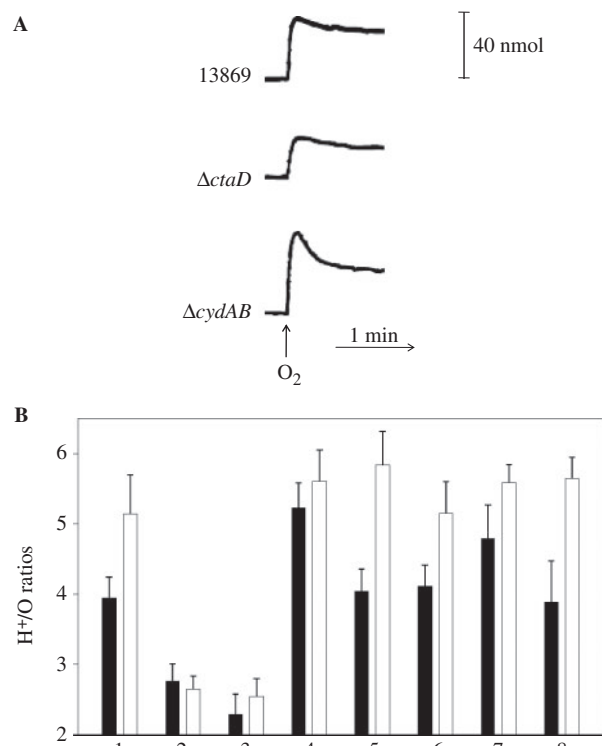 A
13869
40 nmol
ΔctaD
ΔcydAB
1 min
O₂
B
H⁺/O ratios
6
5
4
3
2
1 2 3 4 5 6 7 8